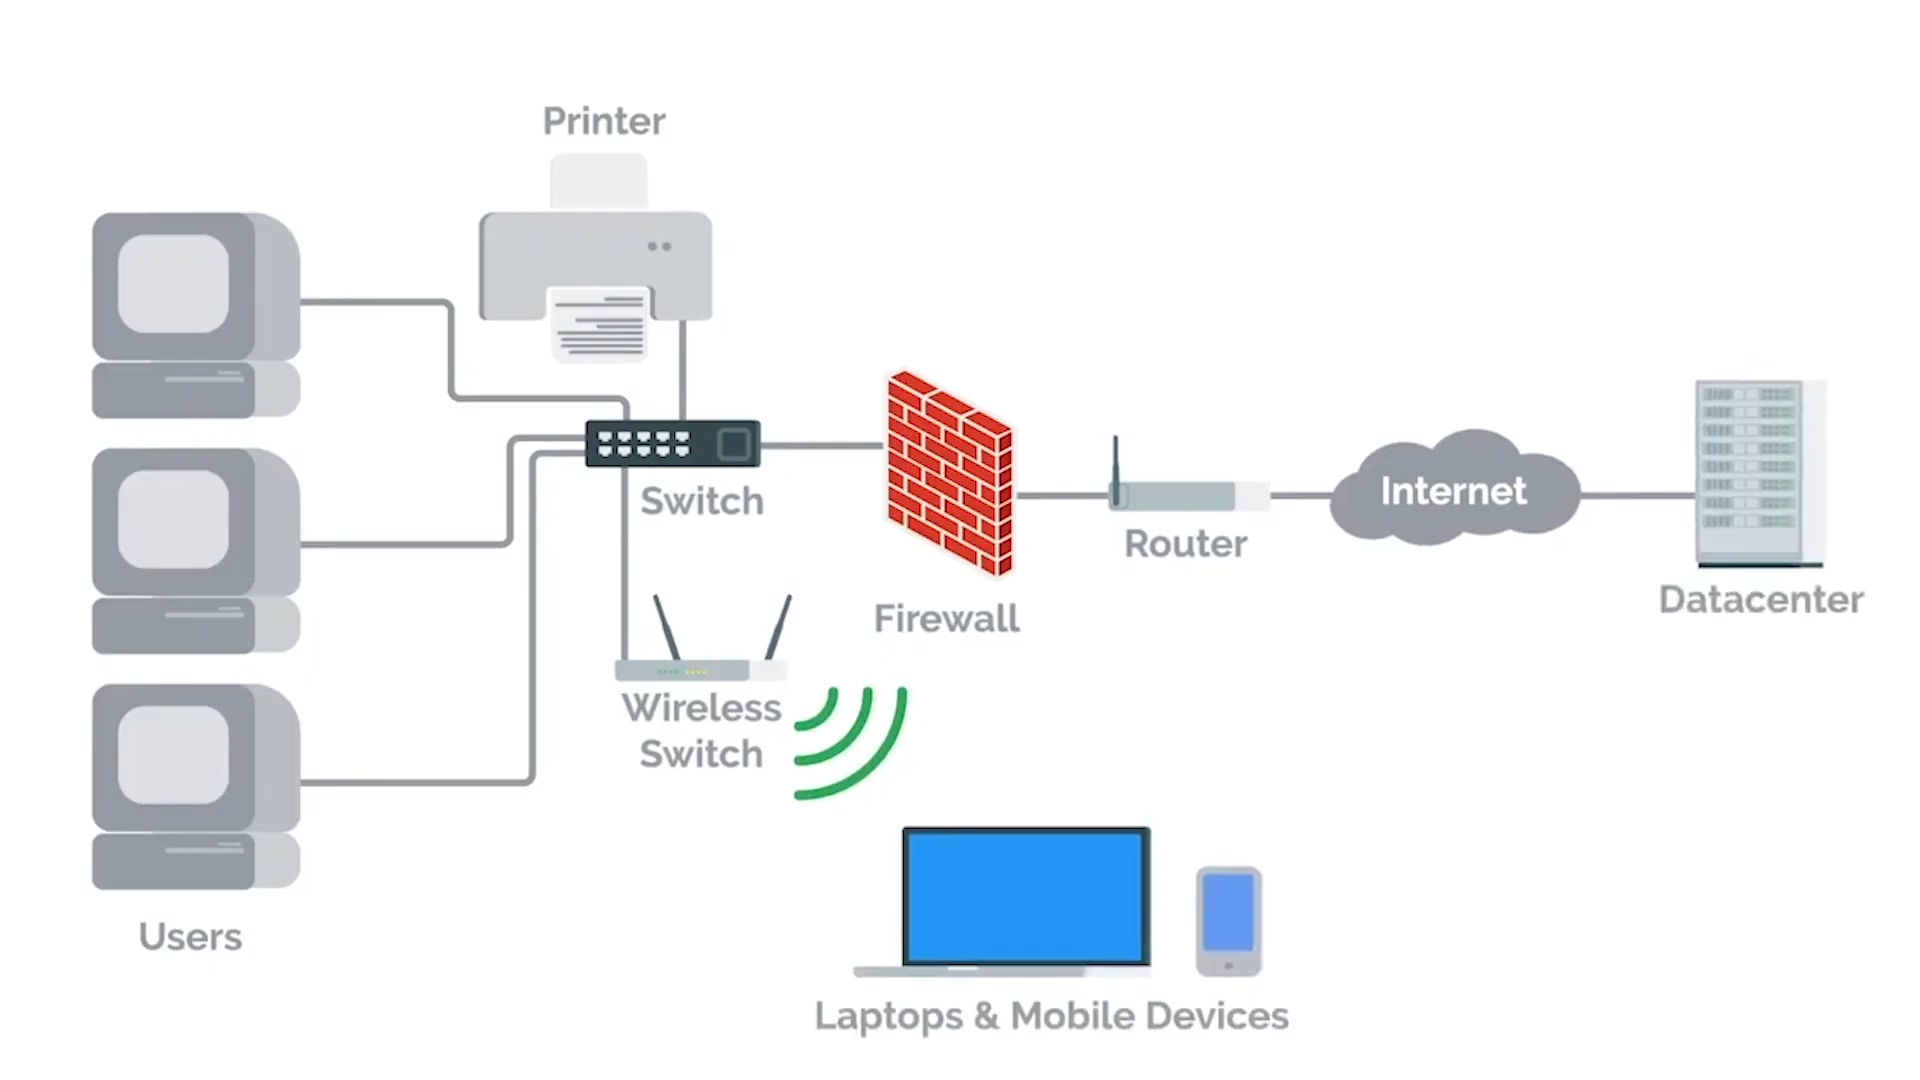 Printer
Switch
Internet
Router
Datacenter
Firewall
Wireless
Switch
Users
Laptops & Mobile Devices